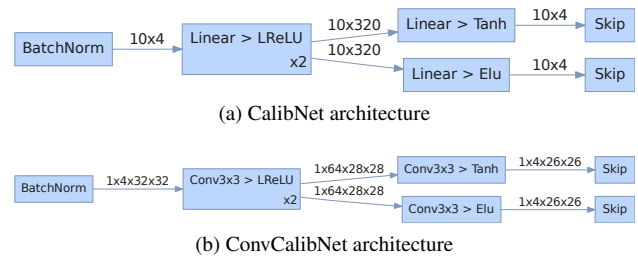 BatchNorm 10x4 Linear > LReLU x2 10x320 Linear > Tanh 10x4 Skip
10x320 Linear > Elu 10x4 Skip
(a) CalibNet architecture
BatchNorm 1x4x32x32 Conv3x3 > LReLU x2 1x64x28x28 Conv3x3 > Tanh 1x4x26x26 Skip
1x64x28x28 Conv3x3 > Elu 1x4x26x26 Skip
(b) ConvCalibNet architecture